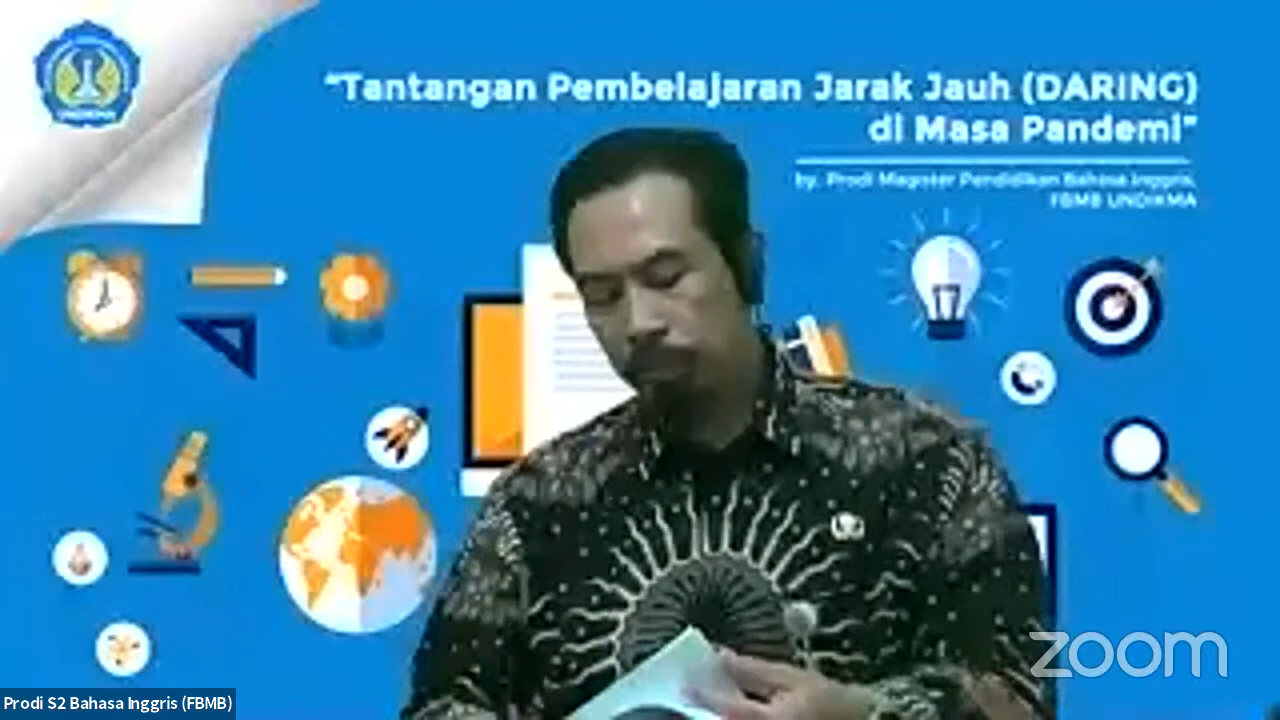 UNDIKMA
"Tantangan Pembelajaran Jarak Jauh (DARING)
di Masa Pandemi"
by. Prodi Magister Pendidikan Bahasa Inggris,
FBMB UNDIKMA
zoom
Prodi S2 Bahasa Inggris (FBMB)